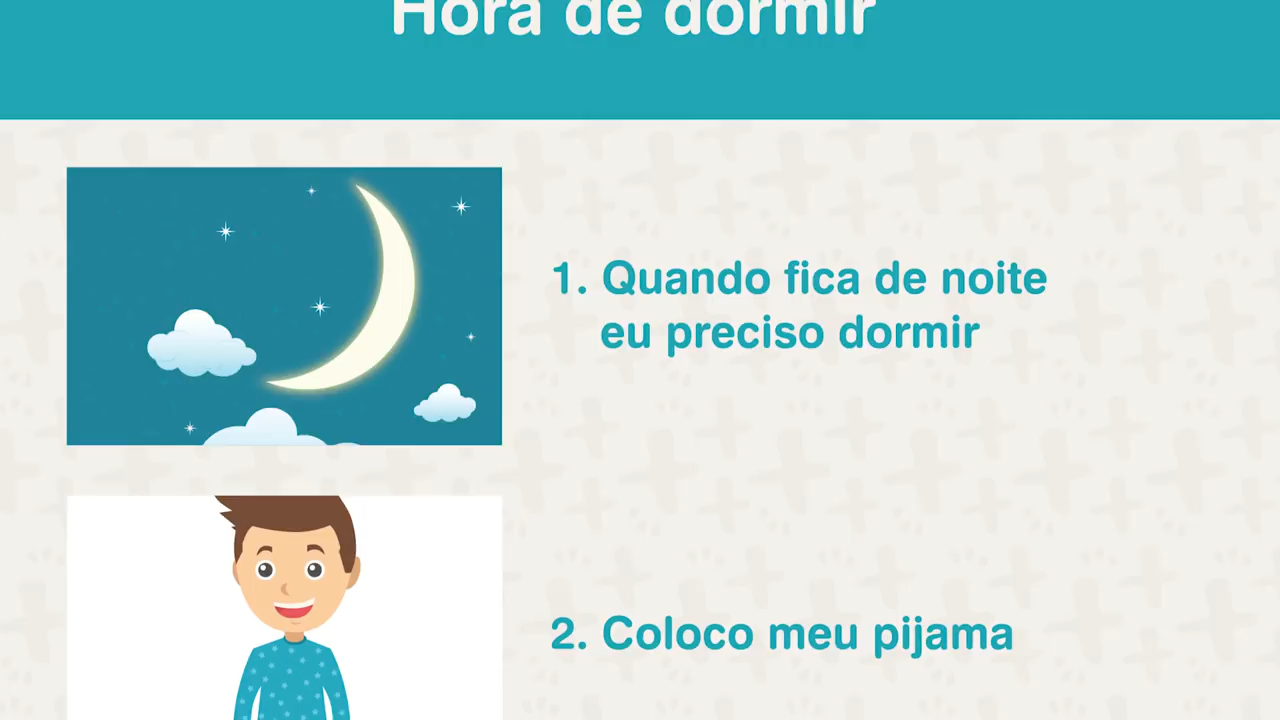 Hora de dormir
1. Quando fica de noite
eu preciso dormir
2. Coloco meu pijama